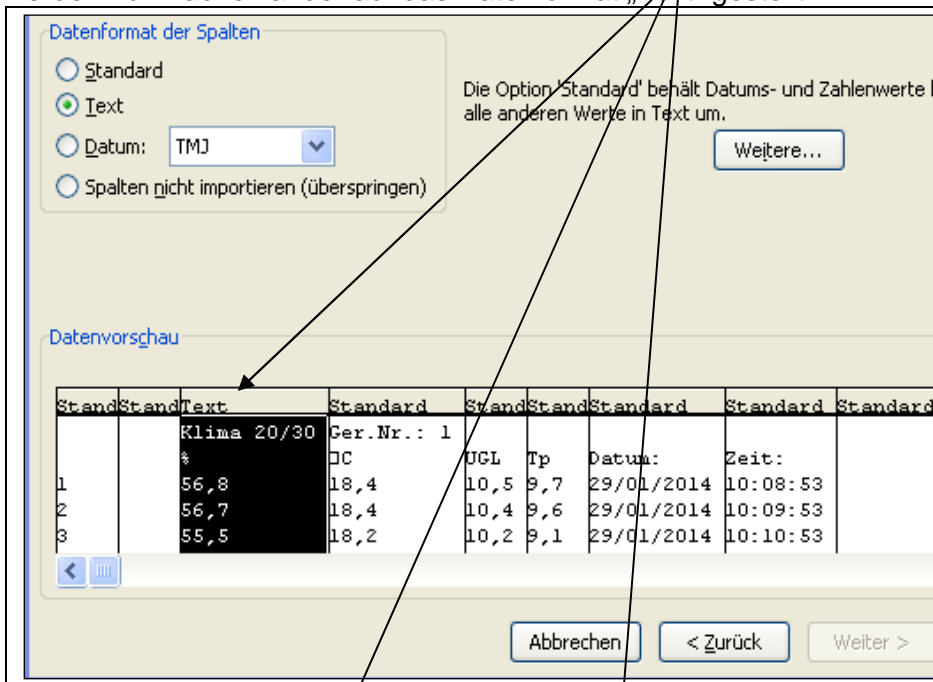 Datenformat der Spalten
Standard
Text
Datum: TMJ
Spalten nicht importieren (überspringen)
Die Option 'Standard' behält Datums- und Zahlenwerte
alle anderen Werte in Text um.
Weitere...
Datenvorschau
Stand Stand Text Standard Stand Stand Standard Standard Standard
Klima 20/30 Ger.Nr.: 1
% □C UGL Tp Datum: Zeit:
1 56,8 18,4 10,5 9,7 29/01/2014 10:08:53
2 56,7 18,4 10,4 9,6 29/01/2014 10:09:53
3 55,5 18,2 10,2 9,1 29/01/2014 10:10:53
Abbrechen < Zurück Weiter >